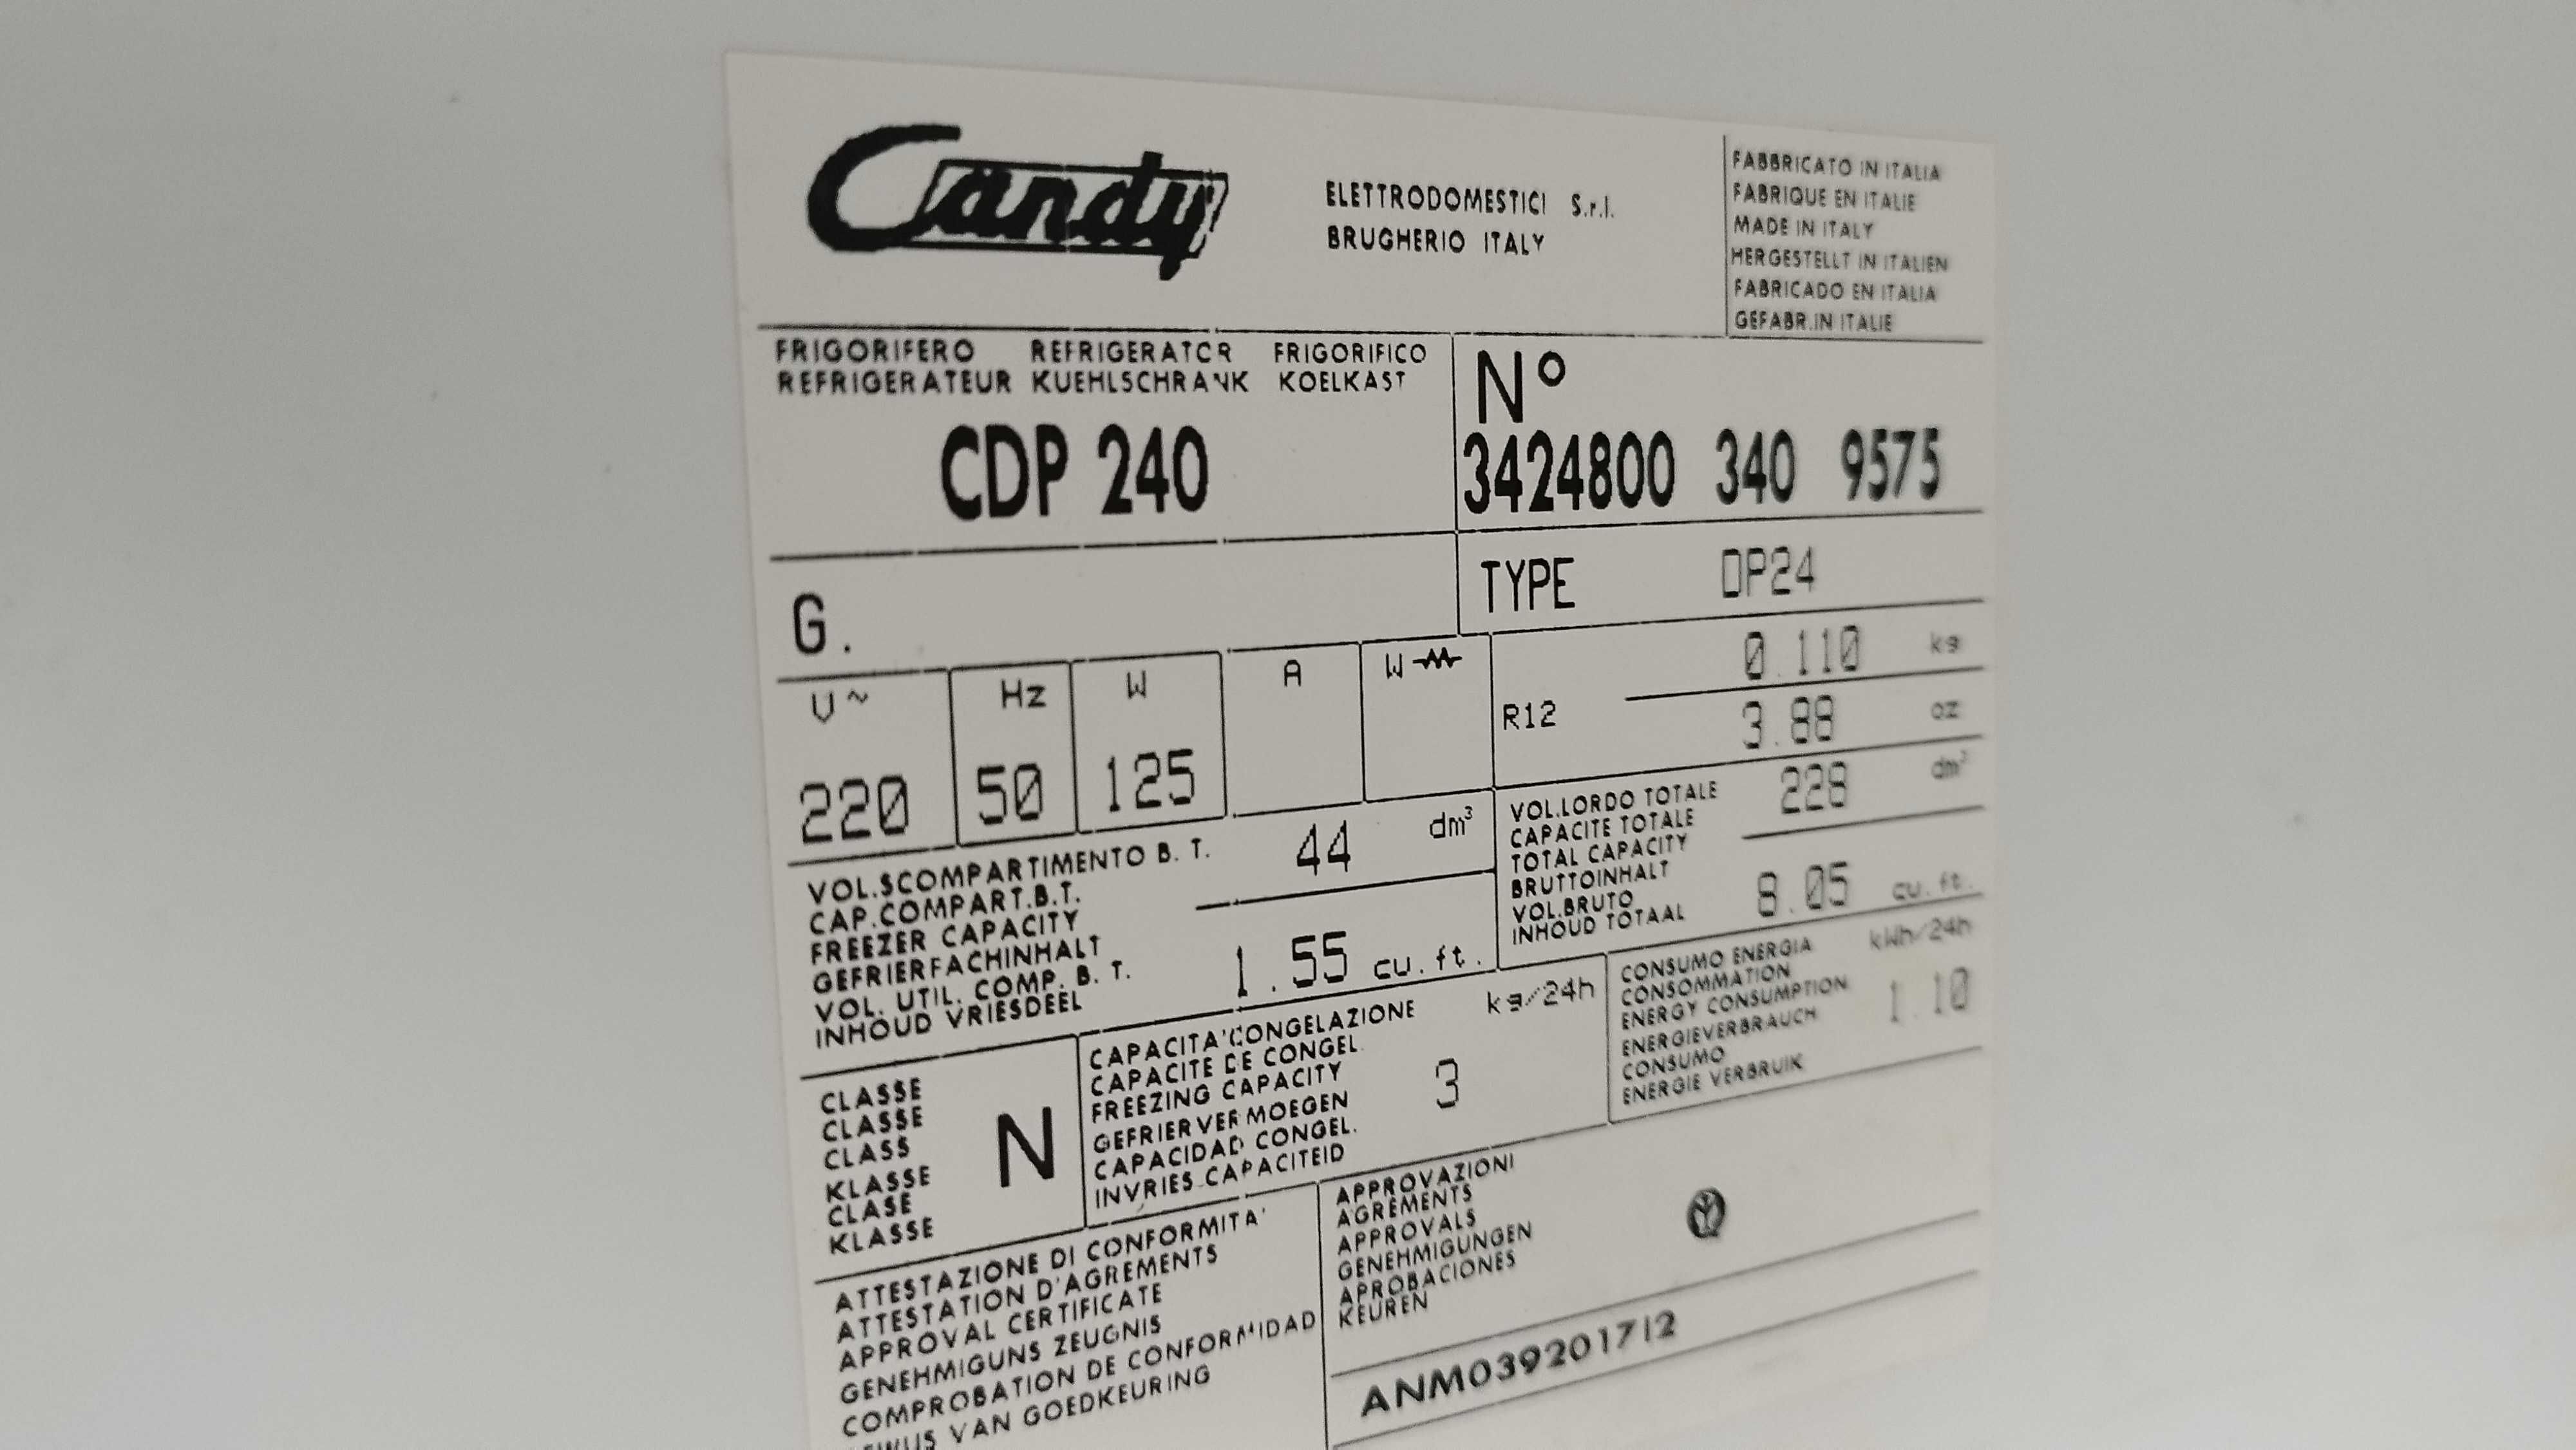 Candy
ELETTRODOMESTICI S.r.l.
BRUGHERIO ITALY
FABBRICATO IN ITALIA
FABRIQUE EN ITALIE
MADE IN ITALY
HERGESTELLT IN ITALIEN
FABRICADO EN ITALIA
GEFABR.IN ITALIE
FRIGORIFERO REFRIGERATOR FRIGORIFICO
REFRIGERATEUR KUEHLSCHRANK KOELKAST
CDP 240
N°
3424800 340 9575
G.
TYPE DP24
V~ Hz W A W
220 50 125
R12
0.110 kg
3.88 oz
VOL.SCOMPARTIMENTO B. T.
CAP.COMPART.B.T.
FREEZER CAPACITY
GEFRIERFACHINHALT
VOL. UTIL. COMP. B. T.
INHOUD VRIESDEEL
44 dm³
1.55 cu.ft.
VOL.LORDO TOTALE
CAPACITE TOTALE
TOTAL CAPACITY
BRUTTOINHALT
VOL.BRUTO
INHOUD TOTAAL
228 dm³
8.05 cu.ft.
CLASSE
CLASSE
CLASS
KLASSE
CLASE
KLASSE
N
CAPACITA'CONGELAZIONE
CAPACITE DE CONGEL.
FREEZING CAPACITY
GEFRIERVERMOEGEN
CAPACIDAD CONGEL.
INVRIES-CAPACITEID
kg/24h
3
CONSUMO ENERGIA
CONSOMMATION
ENERGY CONSUMPTION
ENERGIEVERBRAUCH
CONSUMO
ENERGIE VERBRUIK
kWh/24h
1.10
ATTESTAZIONE DI CONFORMITA'
ATTESTATION D'AGREMENTS
APPROVAL CERTIFICATE
GENEHMIGUNS ZEUGNIS
COMPROBATION DE CONFORMIDAD
VAN GOEDKEURING
APPROVAZIONI
AGREMENTS
APPROVALS
GENEHMIGUNGEN
APROBACIONES
KEUREN
ANM039201712